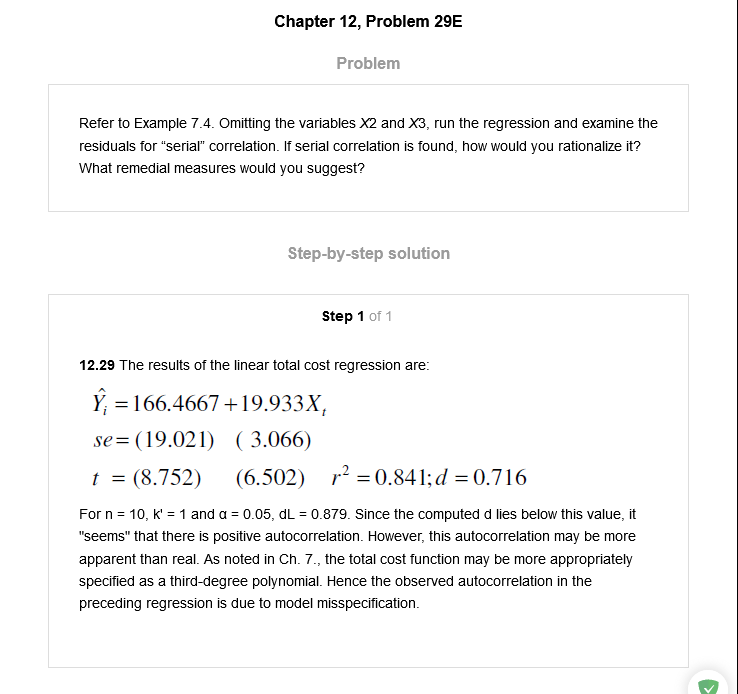 Chapter 12, Problem 29E
Problem
Refer to Example 7.4. Omitting the variables X2 and X3, run the regression and examine the
residuals for “serial” correlation. If serial correlation is found, how would you rationalize it?
What remedial measures would you suggest?
Step-by-step solution
Step 1 of 1
12.29 The results of the linear total cost regression are:
Ŷᵢ = 166.4667 + 19.933Xₜ
se = (19.021) ( 3.066)
t = (8.752) (6.502) r² = 0.841; d = 0.716
For n = 10, k' = 1 and α = 0.05, dL = 0.879. Since the computed d lies below this value, it
"seems" that there is positive autocorrelation. However, this autocorrelation may be more
apparent than real. As noted in Ch. 7., the total cost function may be more appropriately
specified as a third-degree polynomial. Hence the observed autocorrelation in the
preceding regression is due to model misspecification.